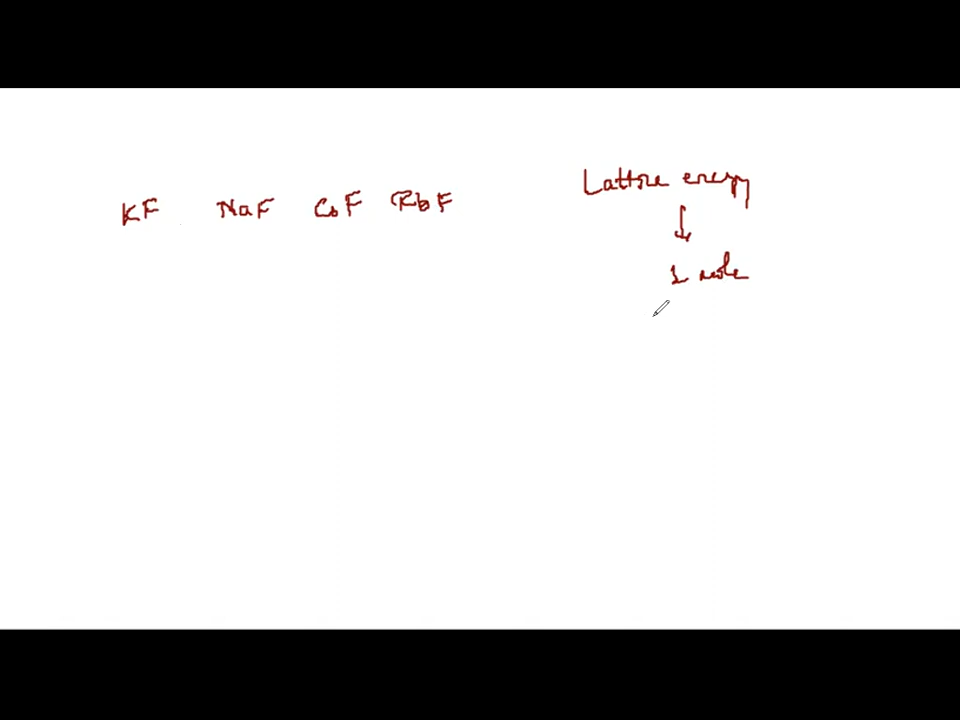 KF NaF CsF RbF
Lattice energy
↓
1 mole